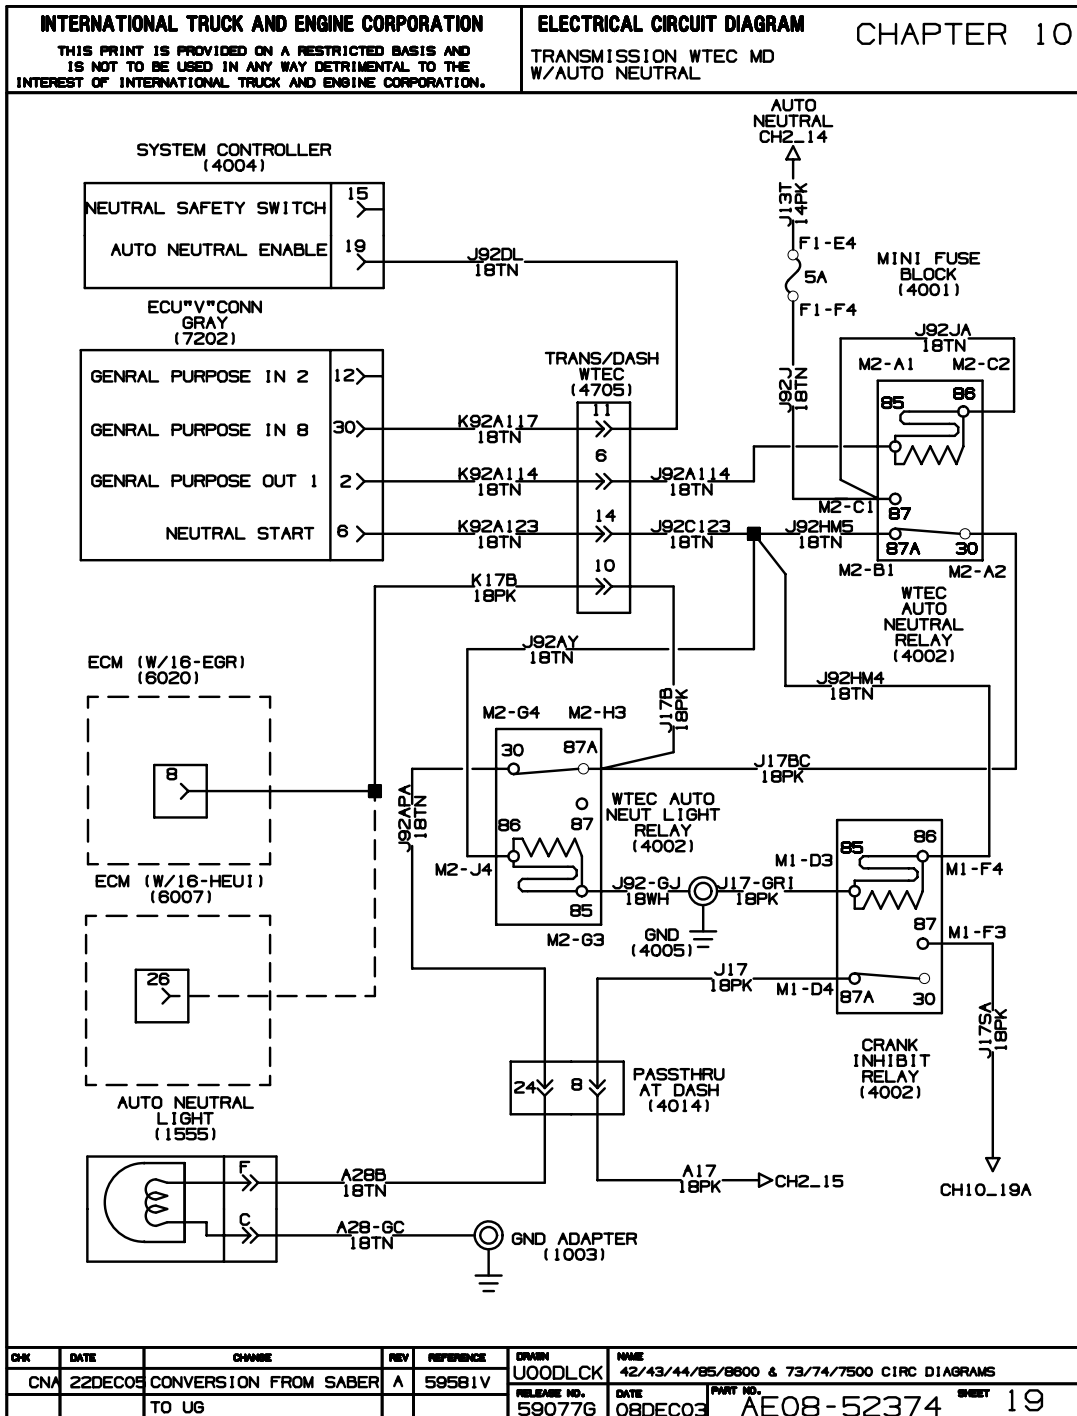 INTERNATIONAL TRUCK AND ENGINE CORPORATION
THIS PRINT IS PROVIDED ON A RESTRICTED BASIS AND
IS NOT TO BE USED IN ANY WAY DETRIMENTAL TO THE
INTEREST OF INTERNATIONAL TRUCK AND ENGINE CORPORATION.
ELECTRICAL CIRCUIT DIAGRAM
TRANSMISSION WTEC MD
W/AUTO NEUTRAL
CHAPTER 10
AUTO
NEUTRAL
CH2_14
J13T
14PK
F1-E4
5A
F1-F4
J92J
18TN
SYSTEM CONTROLLER
(4004)
NEUTRAL SAFETY SWITCH 15
AUTO NEUTRAL ENABLE 19
J92DL
18TN
ECU"V"CONN
GRAY
(7202)
GENRAL PURPOSE IN 2 12
GENRAL PURPOSE IN 8 30
GENRAL PURPOSE OUT 1 2
NEUTRAL START 6
K92A117
18TN
K92A114
18TN
K92A123
18TN
K17B
18PK
TRANS/DASH
WTEC
(4705)
11
6
14
10
J92A114
18TN
J92C123
18TN
J92HM5
18TN
MINI FUSE
BLOCK
(4001)
J92JA
18TN
M2-A1 M2-C2
85 86
M2-C1
87
87A 30
M2-B1 M2-A2
WTEC
AUTO
NEUTRAL
RELAY
(4002)
J92AY
18TN
J17B
18PK
J92HM4
18TN
ECM (W/16-EGR)
(6020)
8
ECM (W/16-HEUI)
(6007)
26
M2-G4 M2-H3
30 87A
87
86
M2-J4
85
M2-G3
J92APA
18TN
WTEC AUTO
NEUT LIGHT
RELAY
(4002)
J17BC
18PK
J92-GJ
18WH
J17-GRI
18PK
GND
(4005)
M1-D3
85 86
M1-F4
87
M1-F3
M1-D4
87A 30
J17
18PK
J17SA
18PK
CRANK
INHIBIT
RELAY
(4002)
CH10_19A
24 8
PASSTHRU
AT DASH
(4014)
A17
18PK
CH2_15
AUTO NEUTRAL
LIGHT
(1555)
F
C
A28B
18TN
A28-GC
18TN
GND ADAPTER
(1003)
CHK DATE CHANGE REV REFERENCE
CNA 22DEC05 CONVERSION FROM SABER A 59581V
TO UG
DRAWN
UOODLCK
NAME
42/43/44/85/8600 & 73/74/7500 CIRC DIAGRAMS
RELEASE NO.
59077G
DATE
08DEC03
PART NO.
AE08-52374
SHEET 19